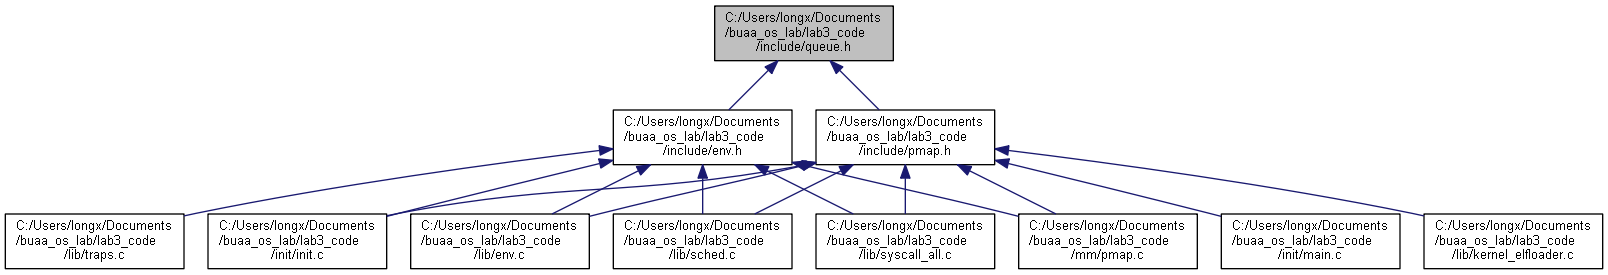 C:/Users/longx/Documents
/buaa_os_lab/lab3_code
/include/queue.h
C:/Users/longx/Documents
/buaa_os_lab/lab3_code
/include/env.h
C:/Users/longx/Documents
/buaa_os_lab/lab3_code
/include/pmap.h
C:/Users/longx/Documents
/buaa_os_lab/lab3_code
/lib/traps.c
C:/Users/longx/Documents
/buaa_os_lab/lab3_code
/init/init.c
C:/Users/longx/Documents
/buaa_os_lab/lab3_code
/lib/env.c
C:/Users/longx/Documents
/buaa_os_lab/lab3_code
/lib/sched.c
C:/Users/longx/Documents
/buaa_os_lab/lab3_code
/lib/syscall_all.c
C:/Users/longx/Documents
/buaa_os_lab/lab3_code
/mm/pmap.c
C:/Users/longx/Documents
/buaa_os_lab/lab3_code
/init/main.c
C:/Users/longx/Documents
/buaa_os_lab/lab3_code
/lib/kernel_elfloader.c